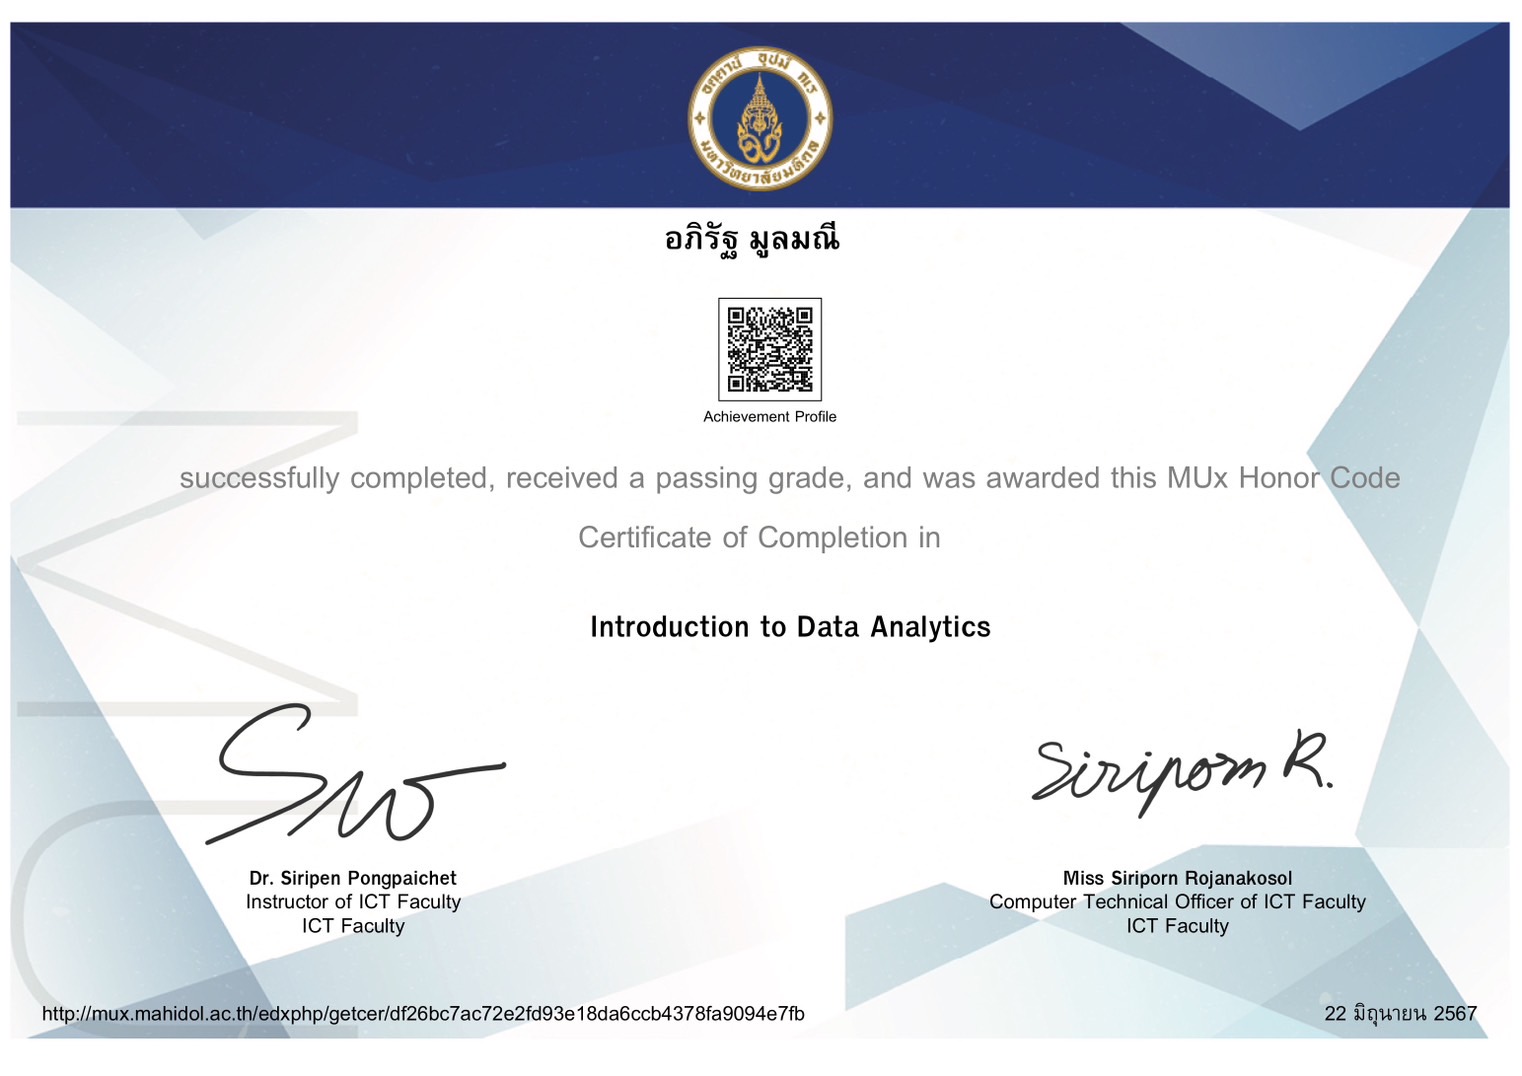 อตฺตานํ อุปมํ กเร
มหาวิทยาลัยมหิดล
อภิรัฐ มูลมณี
Achievement Profile
successfully completed, received a passing grade, and was awarded this MUx Honor Code
Certificate of Completion in
Introduction to Data Analytics
Siriporn R.
Dr. Siripen Pongpaichet
Instructor of ICT Faculty
ICT Faculty
Miss Siriporn Rojanakosol
Computer Technical Officer of ICT Faculty
ICT Faculty
http://mux.mahidol.ac.th/edxphp/getcer/df26bc7ac72e2fd93e18da6ccb4378fa9094e7fb
22 มิถุนายน 2567